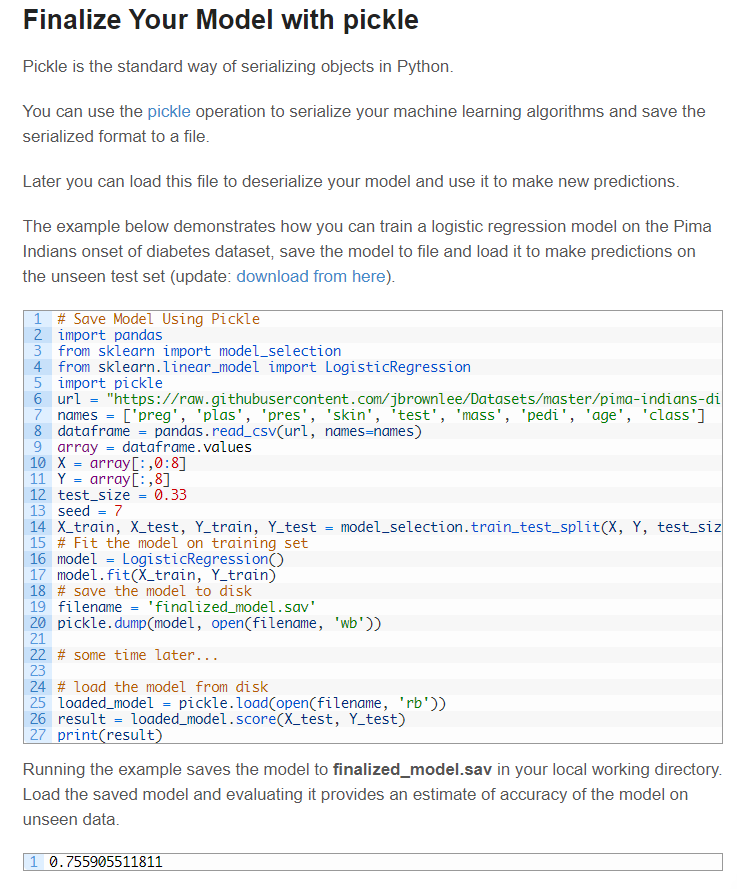 Finalize Your Model with pickle
Pickle is the standard way of serializing objects in Python.
You can use the pickle operation to serialize your machine learning algorithms and save the
serialized format to a file.
Later you can load this file to deserialize your model and use it to make new predictions.
The example below demonstrates how you can train a logistic regression model on the Pima
Indians onset of diabetes dataset, save the model to file and load it to make predictions on
the unseen test set (update: download from here).
1 # Save Model Using Pickle
2 import pandas
3 from sklearn import model_selection
4 from sklearn.linear_model import LogisticRegression
5 import pickle
6 url = "https://raw.githubusercontent.com/jbrownlee/Datasets/master/pima-indians-di
7 names = ['preg', 'plas', 'pres', 'skin', 'test', 'mass', 'pedi', 'age', 'class']
8 dataframe = pandas.read_csv(url, names=names)
9 array = dataframe.values
10 X = array[:,0:8]
11 Y = array[:,8]
12 test_size = 0.33
13 seed = 7
14 X_train, X_test, Y_train, Y_test = model_selection.train_test_split(X, Y, test_siz
15 # Fit the model on training set
16 model = LogisticRegression()
17 model.fit(X_train, Y_train)
18 # save the model to disk
19 filename = 'finalized_model.sav'
20 pickle.dump(model, open(filename, 'wb'))
21
22 # some time later...
23
24 # load the model from disk
25 loaded_model = pickle.load(open(filename, 'rb'))
26 result = loaded_model.score(X_test, Y_test)
27 print(result)
Running the example saves the model to finalized_model.sav in your local working directory.
Load the saved model and evaluating it provides an estimate of accuracy of the model on
unseen data.
1 0.755905511811